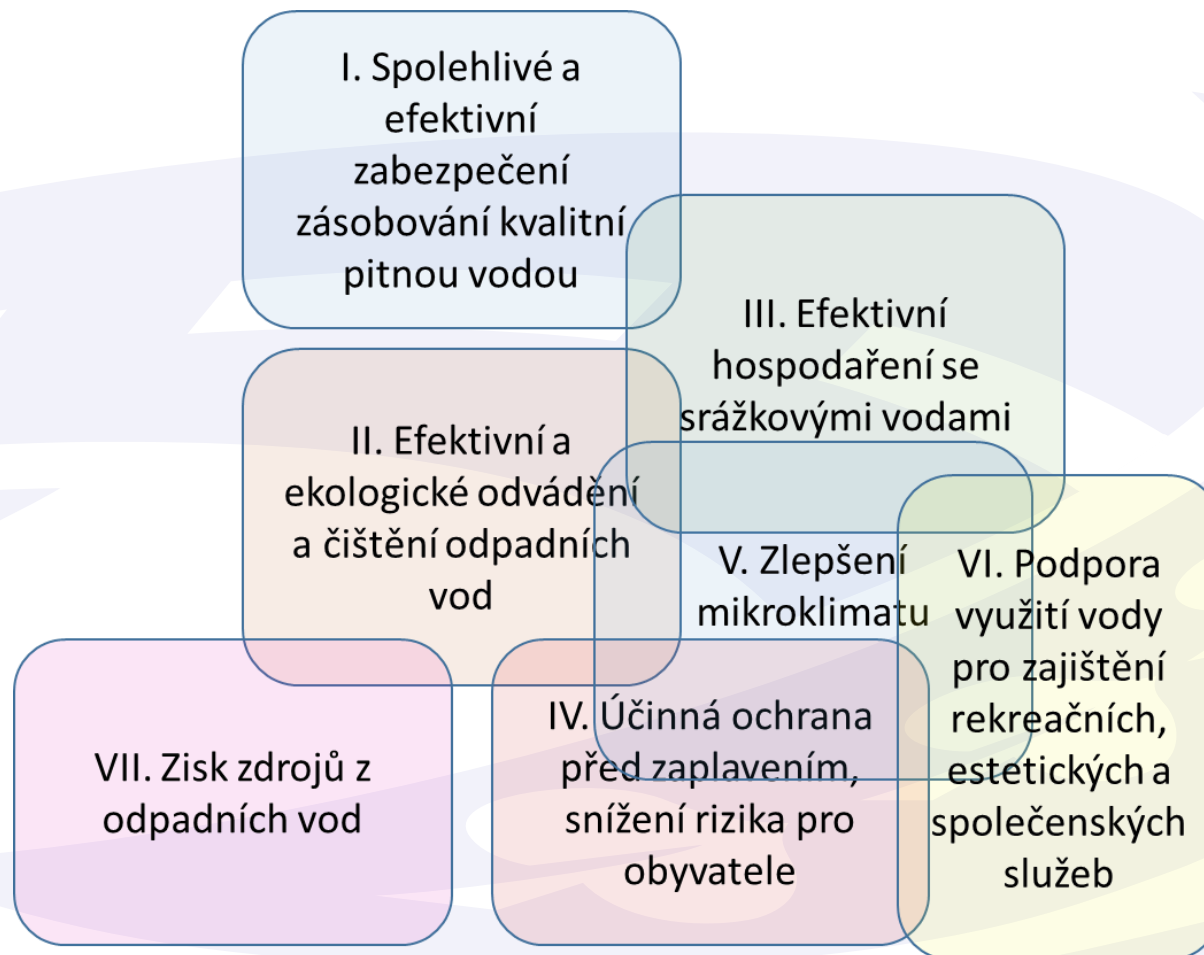 I. Spolehlivé a
efektivní
zabezpečení
zásobování kvalitní
pitnou vodou
III. Efektivní
hospodaření se
srážkovými vodami
II. Efektivní a
ekologické odvádění
a čištění odpadních
vod
V. Zlepšení
mikroklimatu
VI. Podpora
využití vody
pro zajištění
rekreačních,
estetických a
společenských
služeb
VII. Zisk zdrojů z
odpadních vod
IV. Účinná ochrana
před zaplavením,
snížení rizika pro
obyvatele